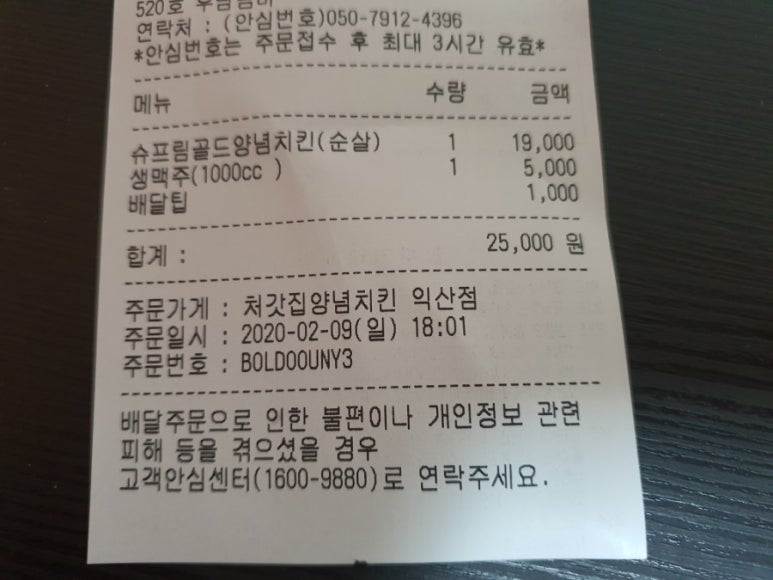 520호
연락처 : (안심번호)050-7912-4396
*안심번호는 주문접수 후 최대 3시간 유효*
메뉴 수량 금액
슈프림골드양념치킨(순살) 1 19,000
생맥주(1000cc ) 1 5,000
배달팁 1,000
합계 : 25,000 원
주문가게 : 처갓집양념치킨 익산점
주문일시 : 2020-02-09(일) 18:01
주문번호 : B0LD00UNY3
배달주문으로 인한 불편이나 개인정보 관련
피해 등을 겪으셨을 경우
고객안심센터(1600-9880)로 연락주세요.